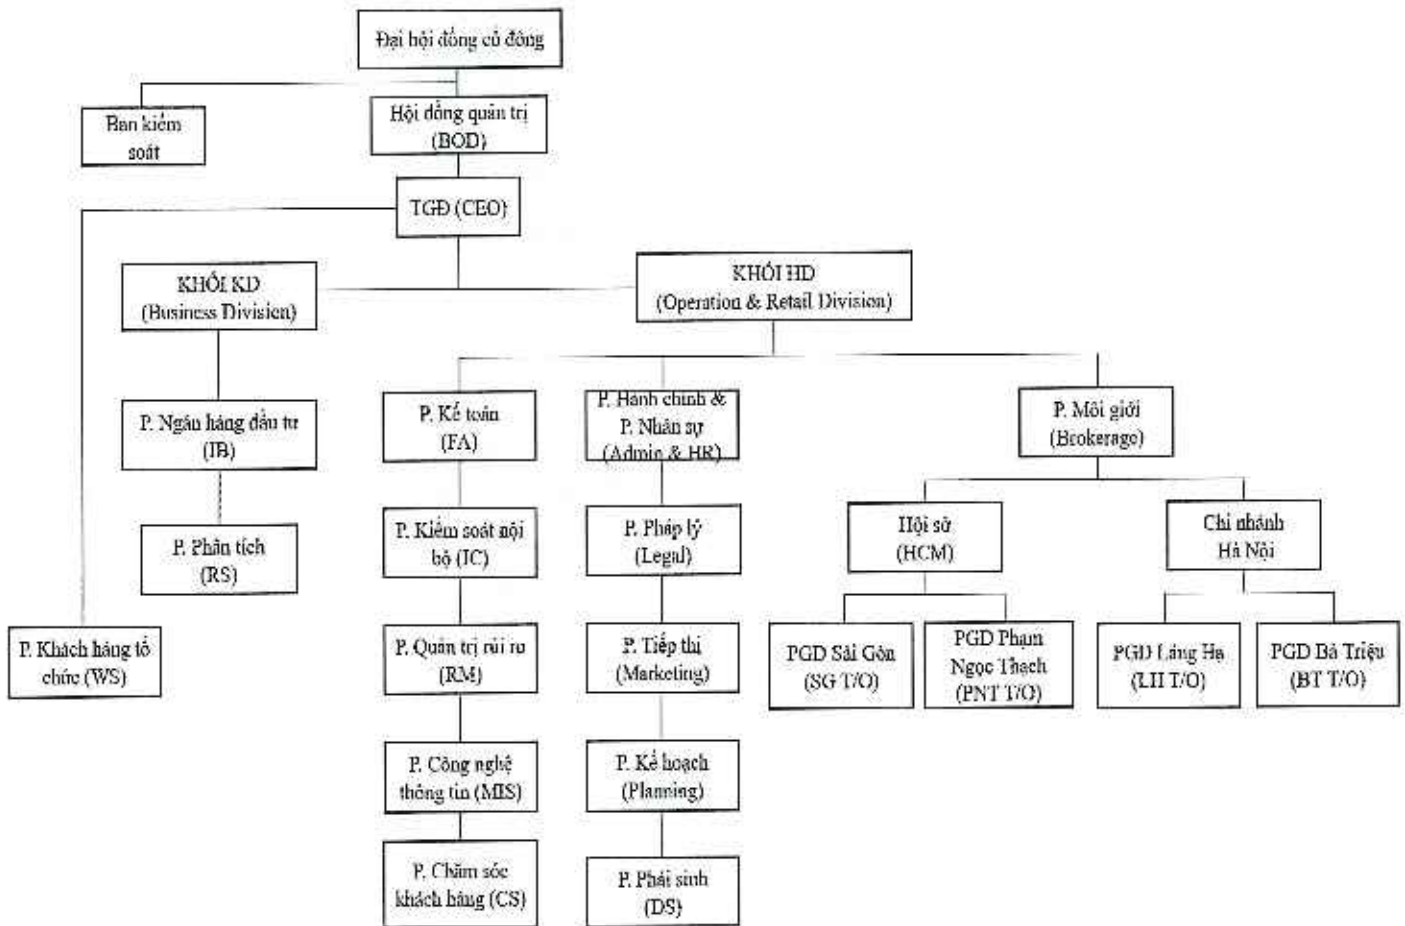 Đại hội đồng cổ đông
Ban kiểm
soát
Hội đồng quản trị
(BOD)
TGĐ (CEO)
KHỐI KD
(Business Division)
KHỐI HD
(Operation & Retail Division)
P. Ngân hàng đầu tư
(IB)
P. Phân tích
(RS)
P. Khách hàng tổ
chức (WS)
P. Kế toán
(FA)
P. Kiểm soát nội
bộ (IC)
P. Quản trị rủi ro
(RM)
P. Công nghệ
thông tin (MIS)
P. Chăm sóc
khách hàng (CS)
P. Hành chính &
P. Nhân sự
(Admin & HR)
P. Pháp lý
(Legal)
P. Tiếp thị
(Marketing)
P. Kế hoạch
(Planning)
P. Phái sinh
(DS)
P. Môi giới
(Brokerage)
Hội sở
(HCM)
Chi nhánh
Hà Nội
PGD Sài Gòn
(SG T/O)
PGD Phạm
Ngọc Thạch
(PNT T/O)
PGD Láng Hạ
(LH T/O)
PGD Bà Triệu
(BT T/O)